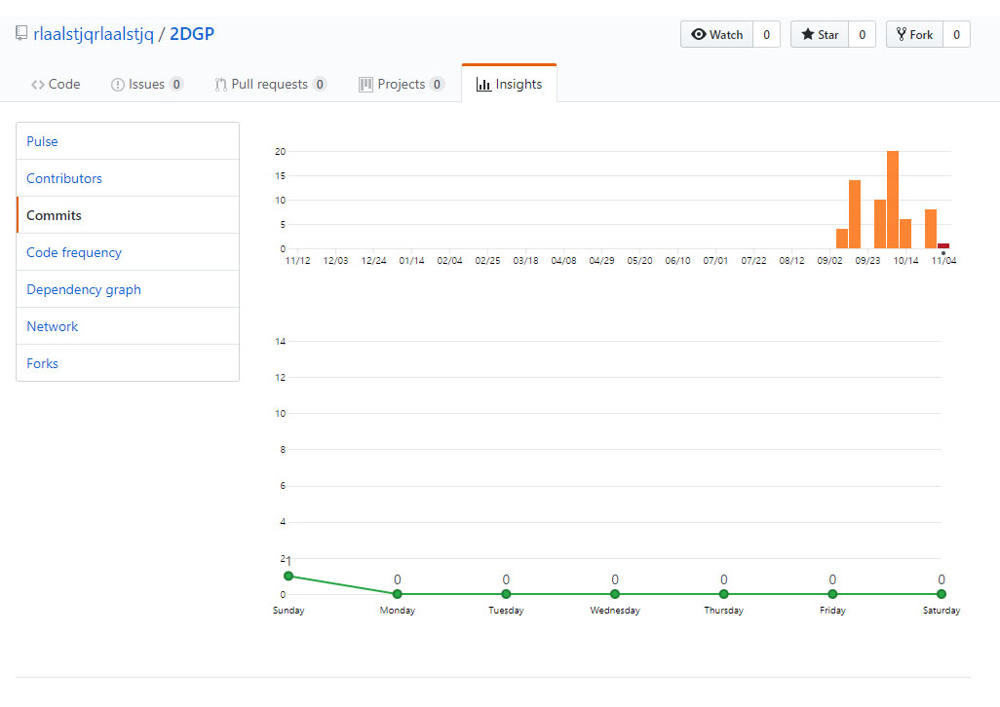 rlaalstjqrlaalstjq / 2DGP
Watch 0 Star 0 Fork 0
Code Issues 0 Pull requests 0 Projects 0 Insights
Pulse
Contributors
Commits
Code frequency
Dependency graph
Network
Forks
20
15
10
5
0
11/12 12/03 12/24 01/14 02/04 02/25 03/18 04/08 04/29 05/20 06/10 07/01 07/22 08/12 09/02 09/23 10/14 11/04
14
12
10
8
6
4
2
1 0 0 0 0 0 0
0
Sunday Monday Tuesday Wednesday Thursday Friday Saturday